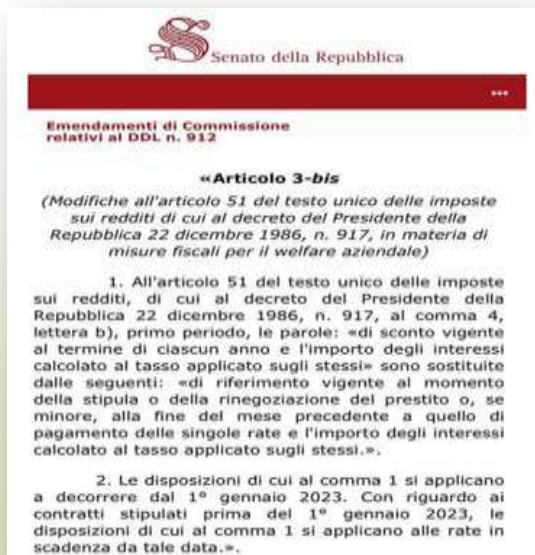 Senato della Repubblica
•••
Emendamenti di Commissione
relativi al DDL n. 912
«Articolo 3-bis
(Modifiche all'articolo 51 del testo unico delle imposte
sui redditi di cui al decreto del Presidente della
Repubblica 22 dicembre 1986, n. 917, in materia di
misure fiscali per il welfare aziendale)
1. All'articolo 51 del testo unico delle imposte
sui redditi, di cui al decreto del Presidente della
Repubblica 22 dicembre 1986, n. 917, al comma 4,
lettera b), primo periodo, le parole: «di sconto vigente
al termine di ciascun anno e l'importo degli interessi
calcolato al tasso applicato sugli stessi» sono sostituite
dalle seguenti: «di riferimento vigente al momento
della stipula o della rinegoziazione del prestito o, se
minore, alla fine del mese precedente a quello di
pagamento delle singole rate e l'importo degli interessi
calcolato al tasso applicato sugli stessi.».
2. Le disposizioni di cui al comma 1 si applicano
a decorrere dal 1° gennaio 2023. Con riguardo ai
contratti stipulati prima del 1° gennaio 2023, le
disposizioni di cui al comma 1 si applicano alle rate in
scadenza da tale data.».